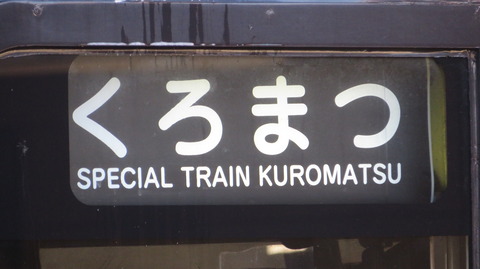 くろまつ
SPECIAL TRAIN KUROMATSU